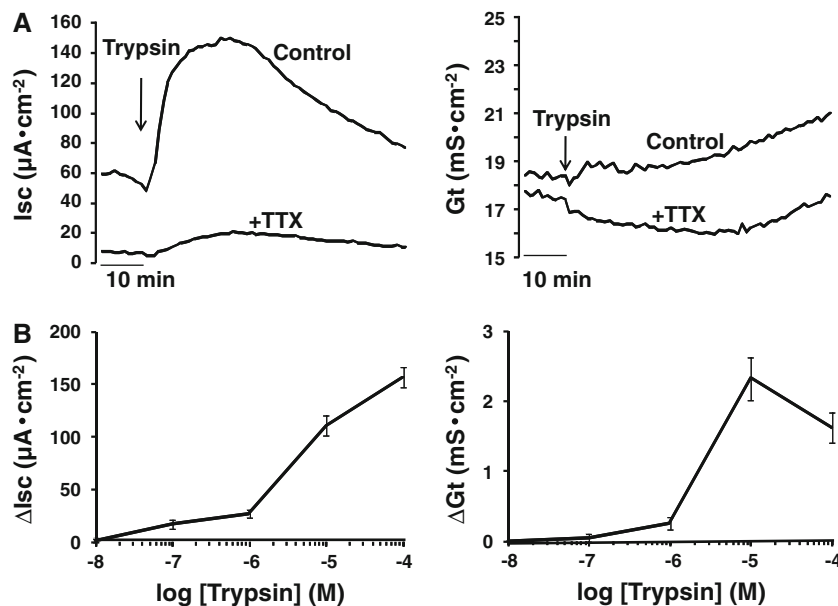 A
Isc (µA•cm-2)
160
140
120
100
80
60
40
20
0
Trypsin
Control
+TTX
10 min
Gt (mS•cm-2)
25
23
21
19
18
16
15
Trypsin
Control
+TTX
10 min
B
ΔIsc (µA•cm-2)
200
150
100
50
0
-8
-7
-6
-5
-4
log [Trypsin] (M)
ΔGt (mS•cm-2)
3
2
1
0
-8
-7
-6
-5
-4
log [Trypsin] (M)